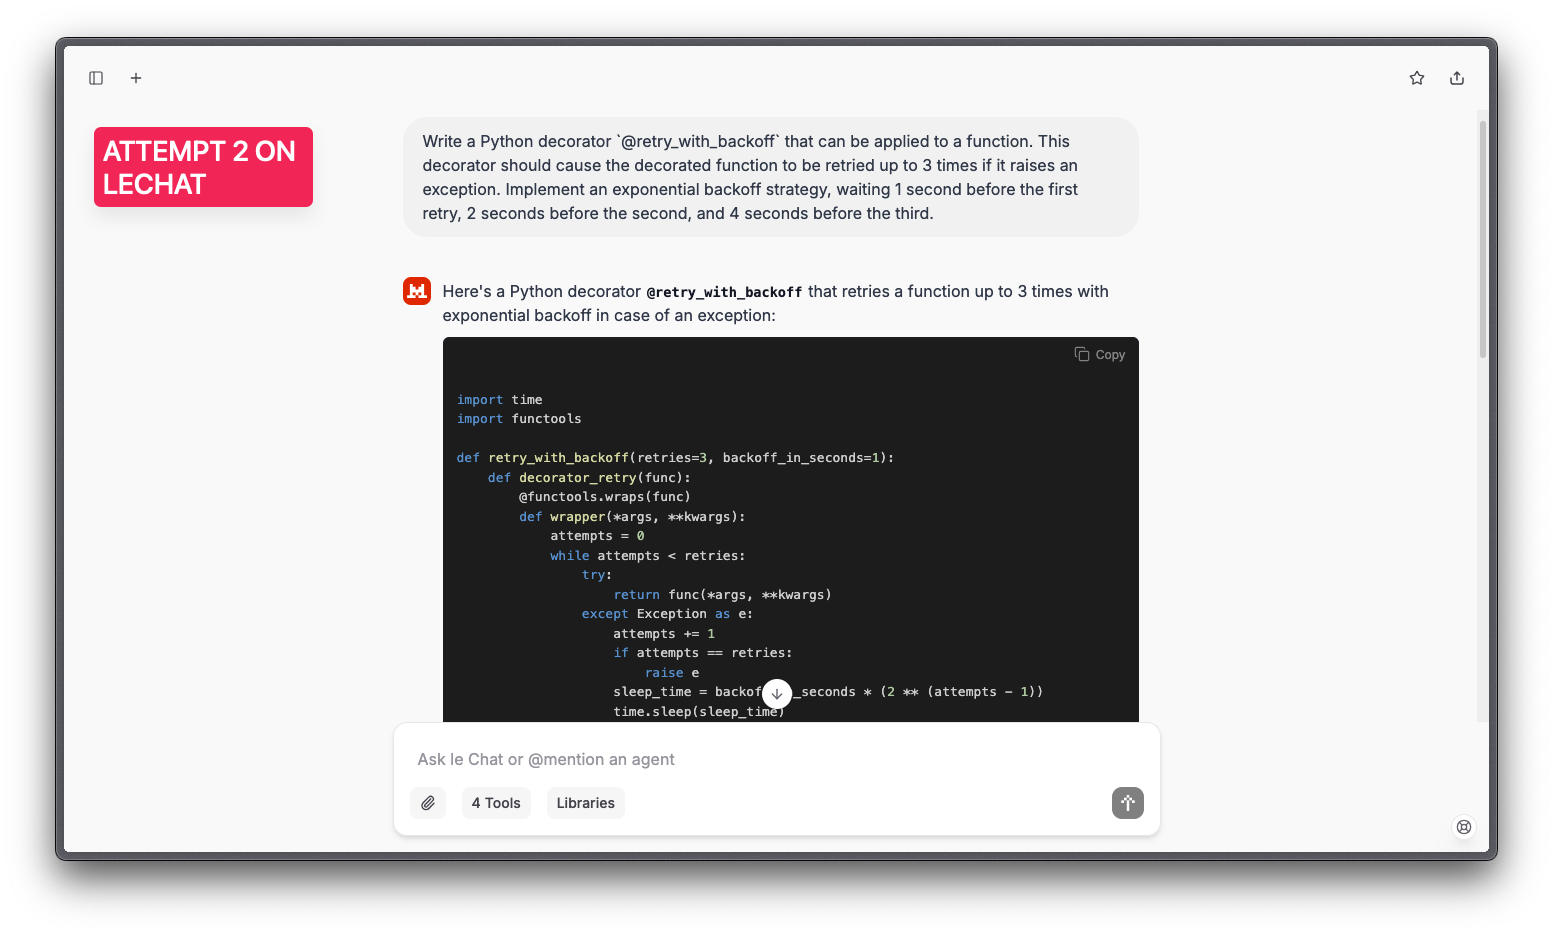 ATTEMPT 2 ON
LECHAT
Write a Python decorator `@retry_with_backoff` that can be applied to a function. This
decorator should cause the decorated function to be retried up to 3 times if it raises an
exception. Implement an exponential backoff strategy, waiting 1 second before the first
retry, 2 seconds before the second, and 4 seconds before the third.
Here's a Python decorator @retry_with_backoff that retries a function up to 3 times with
exponential backoff in case of an exception:
Copy
import time
import functools
def retry_with_backoff(retries=3, backoff_in_seconds=1):
    def decorator_retry(func):
        @functools.wraps(func)
        def wrapper(*args, **kwargs):
            attempts = 0
            while attempts < retries:
                try:
                    return func(*args, **kwargs)
                except Exception as e:
                    attempts += 1
                    if attempts == retries:
                        raise e
                    sleep_time = backof _seconds * (2 ** (attempts - 1))
                    time.sleep(sleep_time)
Ask le Chat or @mention an agent
4 Tools
Libraries